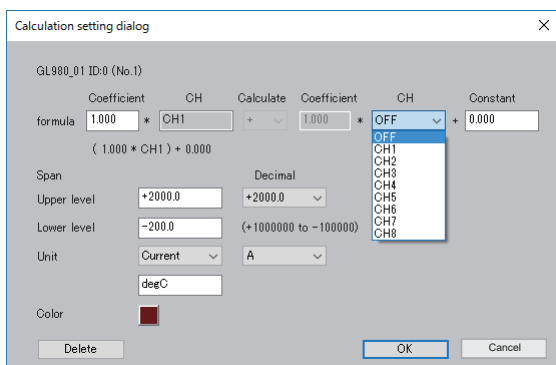 Calculation setting dialog
GL980_01 ID:0 (No.1)
Coefficient CH Calculate Coefficient CH Constant
formula 1.000 * CH1 + 1.000 * OFF + 0.000
( 1.000 * CH1 ) + 0.000
OFF
CH1
CH2
CH3
CH4
CH5
CH6
CH7
CH8
Span Decimal
Upper level +2000.0 +2000.0
Lower level -200.0 (+1000000 to -100000)
Unit Current A
degC
Color
Delete OK Cancel